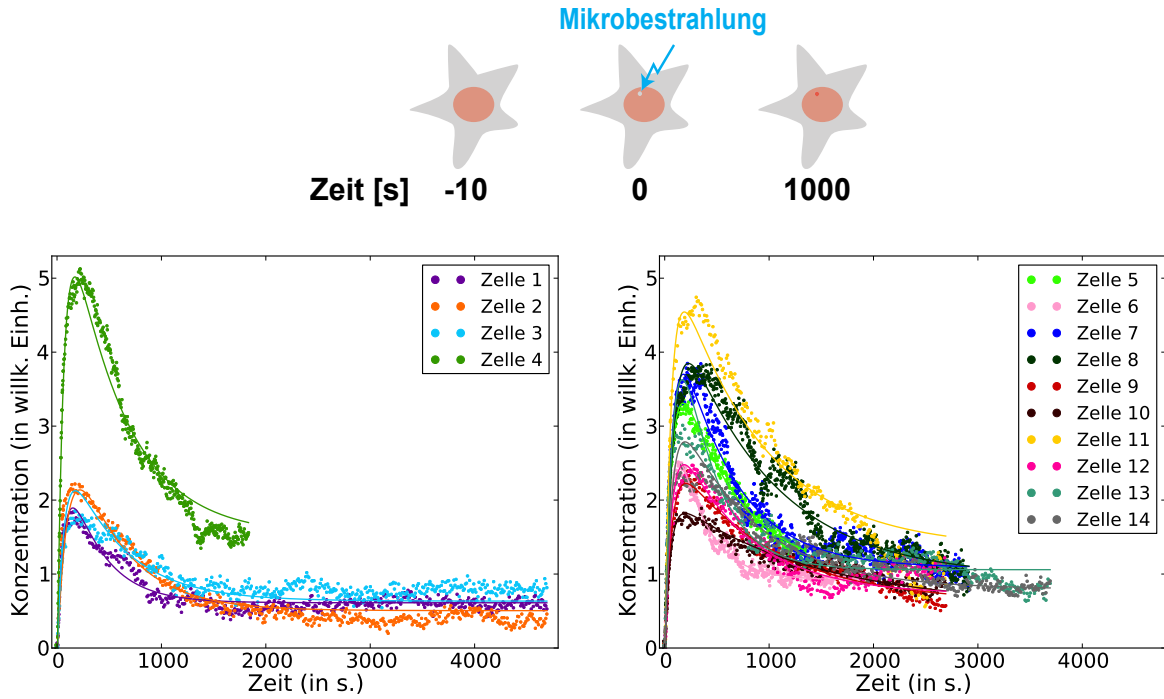 Mikrobestrahlung
Zeit [s] -10 0 1000
Konzentration (in willk. Einh.)
5
4
3
2
1
0
Zelle 1
Zelle 2
Zelle 3
Zelle 4
0 1000 2000 3000 4000
Zeit (in s.)
Konzentration (in willk. Einh.)
5
4
3
2
1
0
Zelle 5
Zelle 6
Zelle 7
Zelle 8
Zelle 9
Zelle 10
Zelle 11
Zelle 12
Zelle 13
Zelle 14
0 1000 2000 3000 4000
Zeit (in s.)